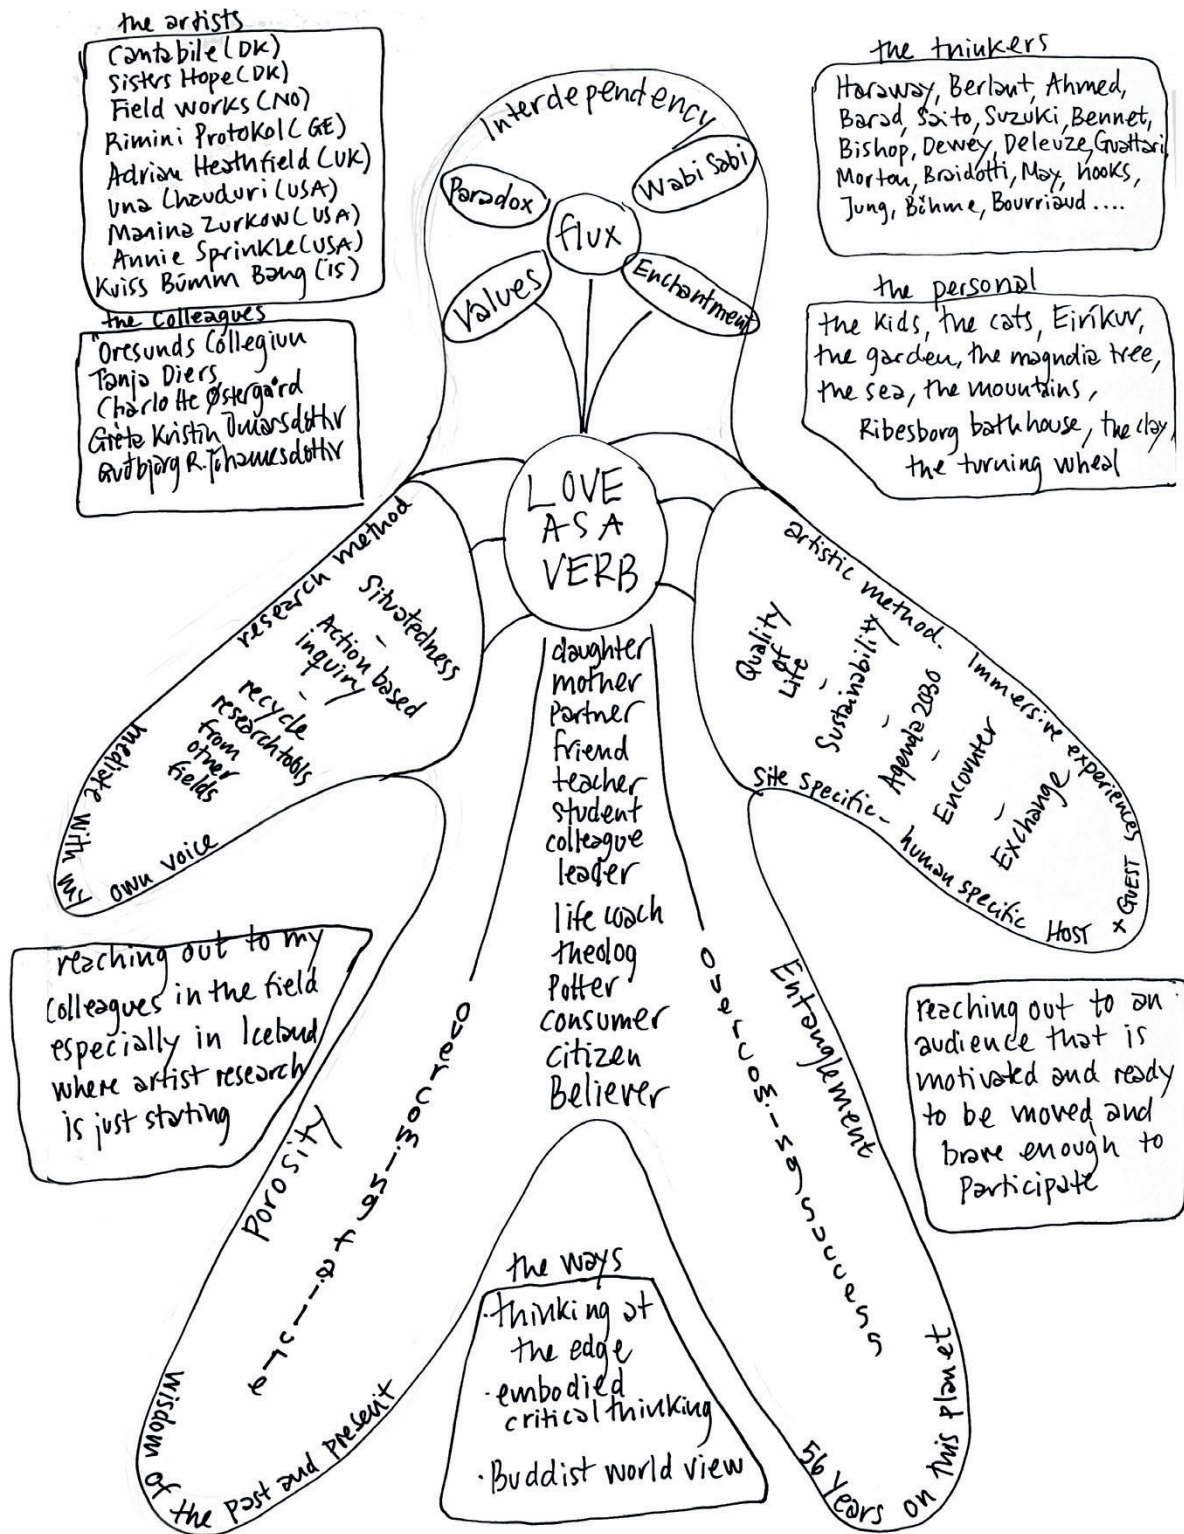 the artists
Cantabile (DK)
Sisters Hope (DK)
Field works (NO)
Rimini Protokol (GE)
Adrian Heathfield (UK)
Una Chauduri (USA)
Marina Zurkow (USA)
Annie Sprinkle (USA)
Kviss Búmm Bang (is)
the colleagues
Öresunds Collegium
Tanja Diers
Charlotte Østergård
Gréta Kristín Ómarsdóttir
Guðbjörg R. Jóhannesdóttir
Interdependency
Paradox
Wabi Sabi
flux
Values
Enchantment
the thinkers
Haraway, Berlant, Ahmed,
Barad, Saito, Suzuki, Bennet,
Bishop, Dewey, Deleuze, Guattari,
Morton, Braidotti, May, hooks,
Jung, Böhme, Bourriaud ....
the personal
the kids, the cats, Eiríkur,
the garden, the magnolia tree,
the sea, the mountains,
Ribesborg bathhouse, the clay,
the turning wheel
LOVE
AS A
VERB
research method
Situatedness
-
Action based
inquiry
-
recycle
research tools
from
other
fields
mediate with my own voice
artistic method. Immersive experiences
Quality
of
Life
-
Sustainability
-
Agenda 2030
-
Encounter
-
Exchange
Site specific - human specific HOST + GUEST
daughter
mother
partner
friend
teacher
student
colleague
leader
life coach
theolog
Potter
consumer
citizen
Believer
reaching out to my
colleagues in the field
especially in Iceland
where artist research
is just starting
Porosity
overcoming failure
Wisdom of the past and present
Entanglement
overcoming success
56 years on this planet
reaching out to an
audience that is
motivated and ready
to be moved and
brave enough to
participate
the ways
· thinking at
the edge
· embodied
critical thinking
· Buddist world view